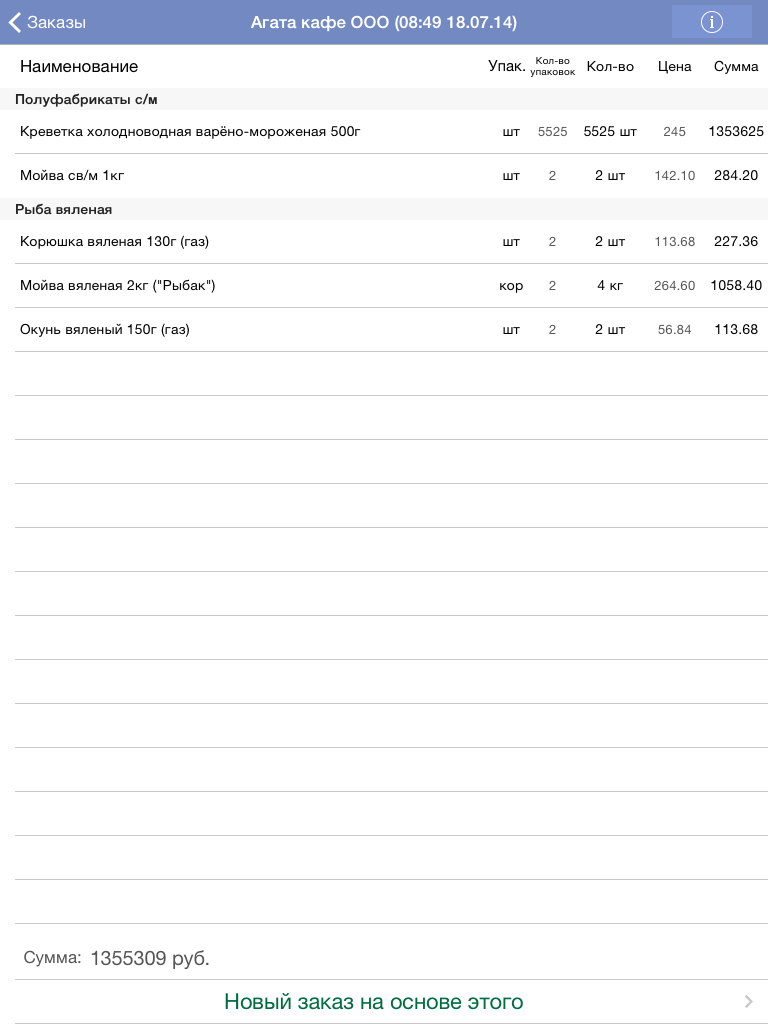 Заказы Агата кафе ООО (08:49 18.07.14)
Наименование Упак. Кол-во упаковок Кол-во Цена Сумма
Полуфабрикаты с/м
Креветка холодноводная варёно-мороженая 500г шт 5525 5525 шт 245 1353625
Мойва св/м 1кг шт 2 2 шт 142.10 284.20
Рыба вяленая
Корюшка вяленая 130г (газ) шт 2 2 шт 113.68 227.36
Мойва вяленая 2кг ("Рыбак") кор 2 4 кг 264.60 1058.40
Окунь вяленый 150г (газ) шт 2 2 шт 56.84 113.68
Сумма: 1355309 руб.
Новый заказ на основе этого